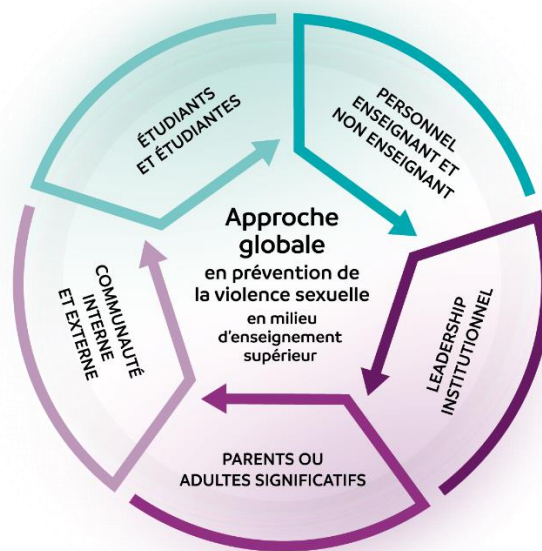 ÉTUDIANTS
ET ÉTUDIANTES
PERSONNEL
ENSEIGNANT ET
NON ENSEIGNANT
Approche
globale
en prévention de
la violence sexuelle
en milieu
d'enseignement
supérieur
COMMUNAUTÉ
INTERNE
ET EXTERNE
LEADERSHIP
INSTITUTIONNEL
PARENTS OU
ADULTES SIGNIFICATIFS